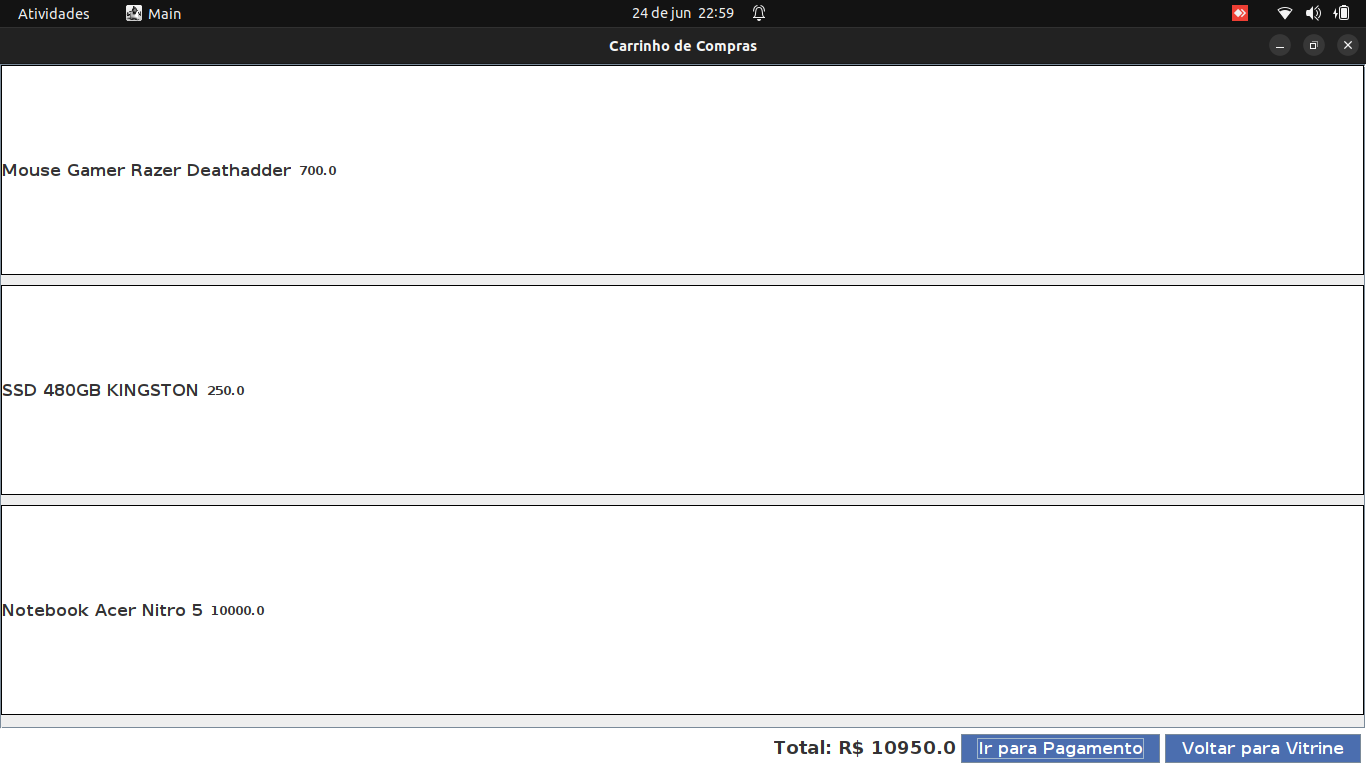 Atividades Main 24 de jun 22:59
Carrinho de Compras
Mouse Gamer Razer Deathadder 700.0
SSD 480GB KINGSTON 250.0
Notebook Acer Nitro 5 10000.0
Total: R$ 10950.0 Ir para Pagamento Voltar para Vitrine